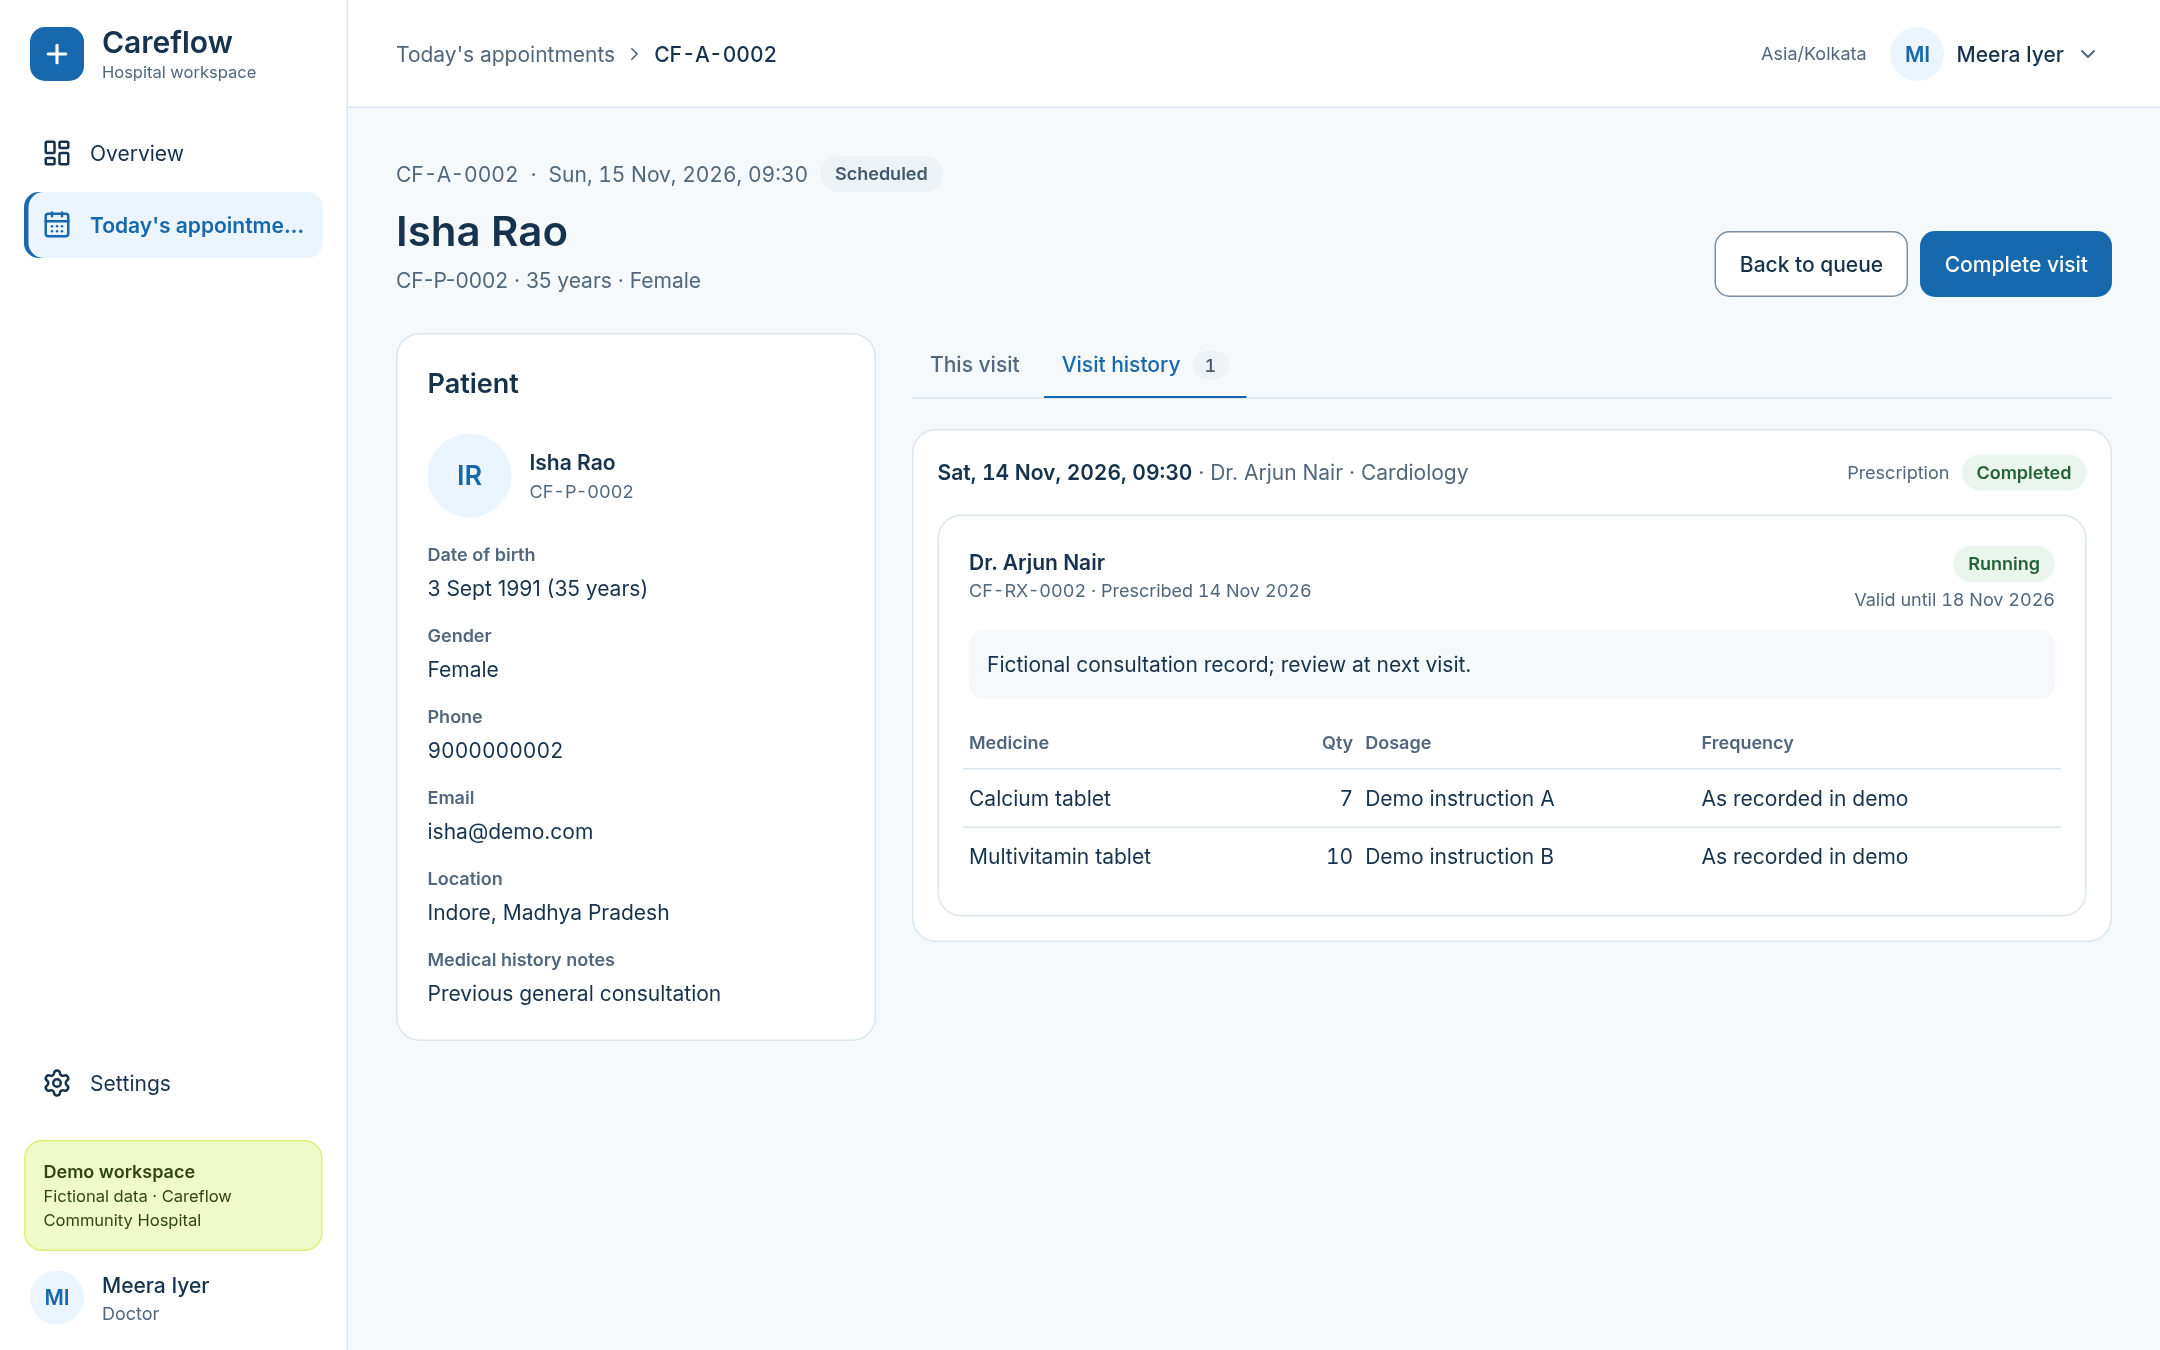 Careflow
Hospital workspace
Overview
Today's appointme...
Settings
Demo workspace
Fictional data · Careflow
Community Hospital
MI
Meera Iyer
Doctor
Today's appointments > CF-A-0002
Asia/Kolkata
MI
Meera Iyer
CF-A-0002 · Sun, 15 Nov, 2026, 09:30 Scheduled
Isha Rao
CF-P-0002 · 35 years · Female
Back to queue
Complete visit
Patient
IR
Isha Rao
CF-P-0002
Date of birth
3 Sept 1991 (35 years)
Gender
Female
Phone
9000000002
Email
isha@demo.com
Location
Indore, Madhya Pradesh
Medical history notes
Previous general consultation
This visit
Visit history 1
Sat, 14 Nov, 2026, 09:30 · Dr. Arjun Nair · Cardiology
Prescription Completed
Dr. Arjun Nair
CF-RX-0002 · Prescribed 14 Nov 2026
Running
Valid until 18 Nov 2026
Fictional consultation record; review at next visit.
Medicine Qty Dosage Frequency
Calcium tablet 7 Demo instruction A As recorded in demo
Multivitamin tablet 10 Demo instruction B As recorded in demo